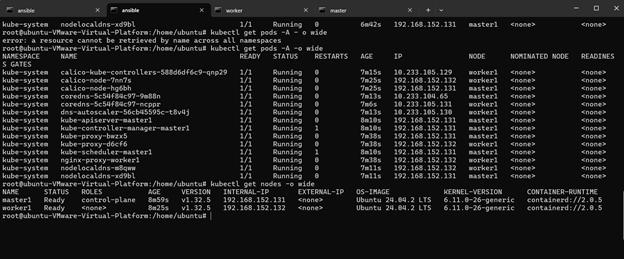 ansible ansible worker master
kube-system nodelocaldns-xd9bl 1/1 Running 0 6m42s 192.168.152.131 master1 <none> <none>
root@ubuntu-VMware-Virtual-Platform:/home/ubuntu# kubectl get pods -A - o wide
error: a resource cannot be retrieved by name across all namespaces
root@ubuntu-VMware-Virtual-Platform:/home/ubuntu# kubectl get pods -A -o wide
NAMESPACE NAME READY STATUS RESTARTS AGE IP NODE NOMINATED NODE READINES
S GATES
kube-system calico-kube-controllers-588d6df6c9-qnp29 1/1 Running 0 7m15s 10.233.105.129 worker1 <none> <none>
kube-system calico-node-7nn7s 1/1 Running 0 7m25s 192.168.152.132 worker1 <none> <none>
kube-system calico-node-hg6bh 1/1 Running 0 7m25s 192.168.152.131 master1 <none> <none>
kube-system coredns-5c54f84c97-9m88n 1/1 Running 0 7m13s 10.233.104.65 master1 <none> <none>
kube-system coredns-5c54f84c97-ncppr 1/1 Running 0 7m6s 10.233.105.131 worker1 <none> <none>
kube-system dns-autoscaler-56cb45595c-t8v4j 1/1 Running 0 7m13s 10.233.105.130 worker1 <none> <none>
kube-system kube-apiserver-master1 1/1 Running 0 8m10s 192.168.152.131 master1 <none> <none>
kube-system kube-controller-manager-master1 1/1 Running 1 8m10s 192.168.152.131 master1 <none> <none>
kube-system kube-proxy-bwzx5 1/1 Running 0 7m38s 192.168.152.131 master1 <none> <none>
kube-system kube-proxy-d6cf6 1/1 Running 0 7m38s 192.168.152.132 worker1 <none> <none>
kube-system kube-scheduler-master1 1/1 Running 1 8m10s 192.168.152.131 master1 <none> <none>
kube-system nginx-proxy-worker1 1/1 Running 0 7m38s 192.168.152.132 worker1 <none> <none>
kube-system nodelocaldns-m8qww 1/1 Running 0 7m11s 192.168.152.132 worker1 <none> <none>
kube-system nodelocaldns-xd9bl 1/1 Running 0 7m11s 192.168.152.131 master1 <none> <none>
root@ubuntu-VMware-Virtual-Platform:/home/ubuntu# kubectl get nodes -o wide
NAME STATUS ROLES AGE VERSION INTERNAL-IP EXTERNAL-IP OS-IMAGE KERNEL-VERSION CONTAINER-RUNTIME
master1 Ready control-plane 8m59s v1.32.5 192.168.152.131 <none> Ubuntu 24.04.2 LTS 6.11.0-26-generic containerd://2.0.5
worker1 Ready <none> 8m25s v1.32.5 192.168.152.132 <none> Ubuntu 24.04.2 LTS 6.11.0-26-generic containerd://2.0.5
root@ubuntu-VMware-Virtual-Platform:/home/ubuntu#